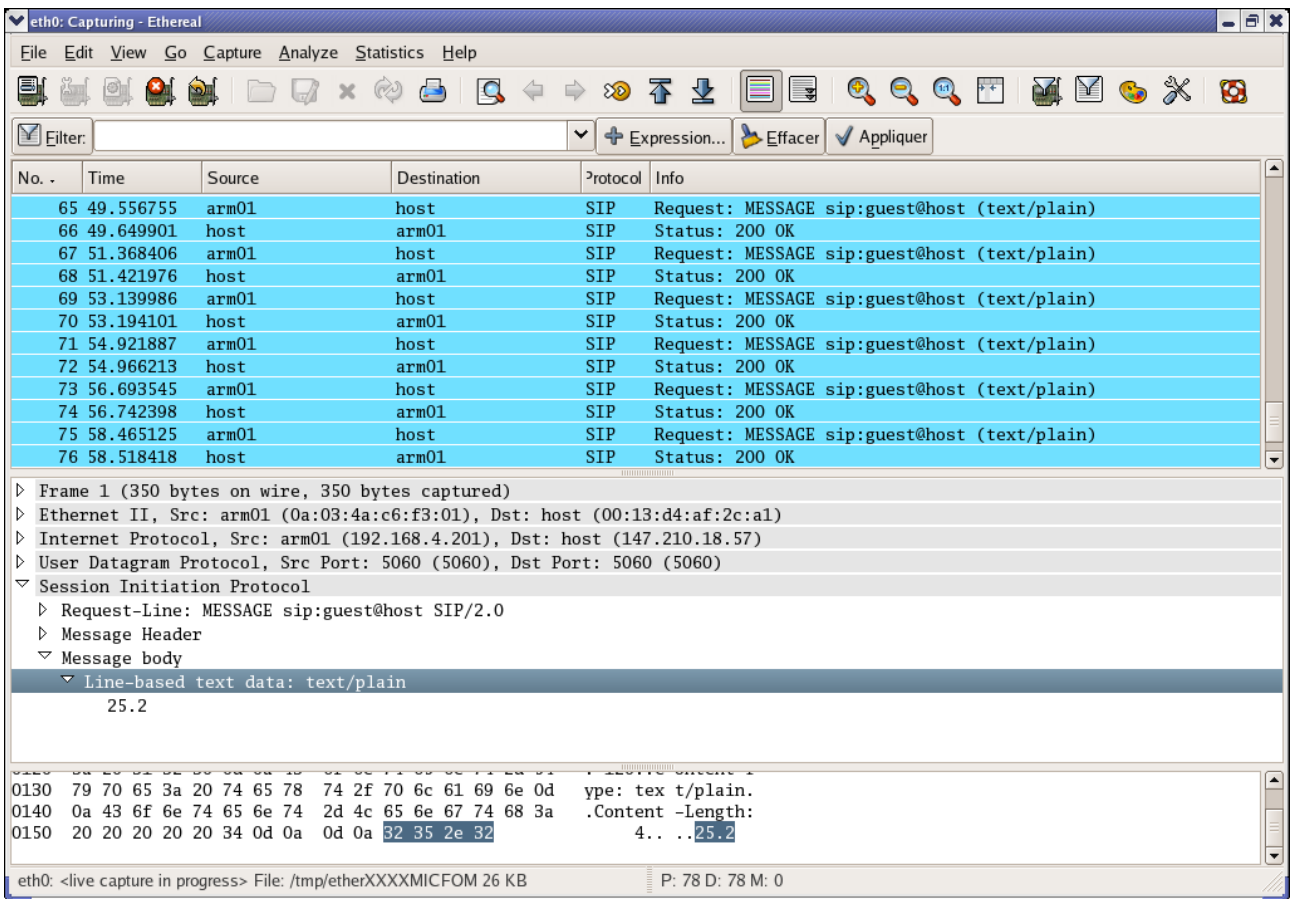 eth0: Capturing - Ethereal
File Edit View Go Capture Analyze Statistics Help
Filter: Expression... Effacer Appliquer
No. Time Source Destination Protocol Info
65 49.556755 arm01 host SIP Request: MESSAGE sip:guest@host (text/plain)
66 49.649901 host arm01 SIP Status: 200 OK
67 51.368406 arm01 host SIP Request: MESSAGE sip:guest@host (text/plain)
68 51.421976 host arm01 SIP Status: 200 OK
69 53.139986 arm01 host SIP Request: MESSAGE sip:guest@host (text/plain)
70 53.194101 host arm01 SIP Status: 200 OK
71 54.921887 arm01 host SIP Request: MESSAGE sip:guest@host (text/plain)
72 54.966213 host arm01 SIP Status: 200 OK
73 56.693545 arm01 host SIP Request: MESSAGE sip:guest@host (text/plain)
74 56.742398 host arm01 SIP Status: 200 OK
75 58.465125 arm01 host SIP Request: MESSAGE sip:guest@host (text/plain)
76 58.518418 host arm01 SIP Status: 200 OK
Frame 1 (350 bytes on wire, 350 bytes captured)
Ethernet II, Src: arm01 (0a:03:4a:c6:f3:01), Dst: host (00:13:d4:af:2c:a1)
Internet Protocol, Src: arm01 (192.168.4.201), Dst: host (147.210.18.57)
User Datagram Protocol, Src Port: 5060 (5060), Dst Port: 5060 (5060)
Session Initiation Protocol
Request-Line: MESSAGE sip:guest@host SIP/2.0
Message Header
Message body
Line-based text data: text/plain
25.2
0130 79 70 65 3a 20 74 65 78 74 2f 70 6c 61 69 6e 0d ype: tex t/plain.
0140 0a 43 6f 6e 74 65 6e 74 2d 4c 65 6e 67 74 68 3a .Content -Length:
0150 20 20 20 20 20 34 0d 0a 0d 0a 32 35 2e 32 4.. ..25.2
eth0: <live capture in progress> File: /tmp/etherXXXXMICFOM 26 KB P: 78 D: 78 M: 0